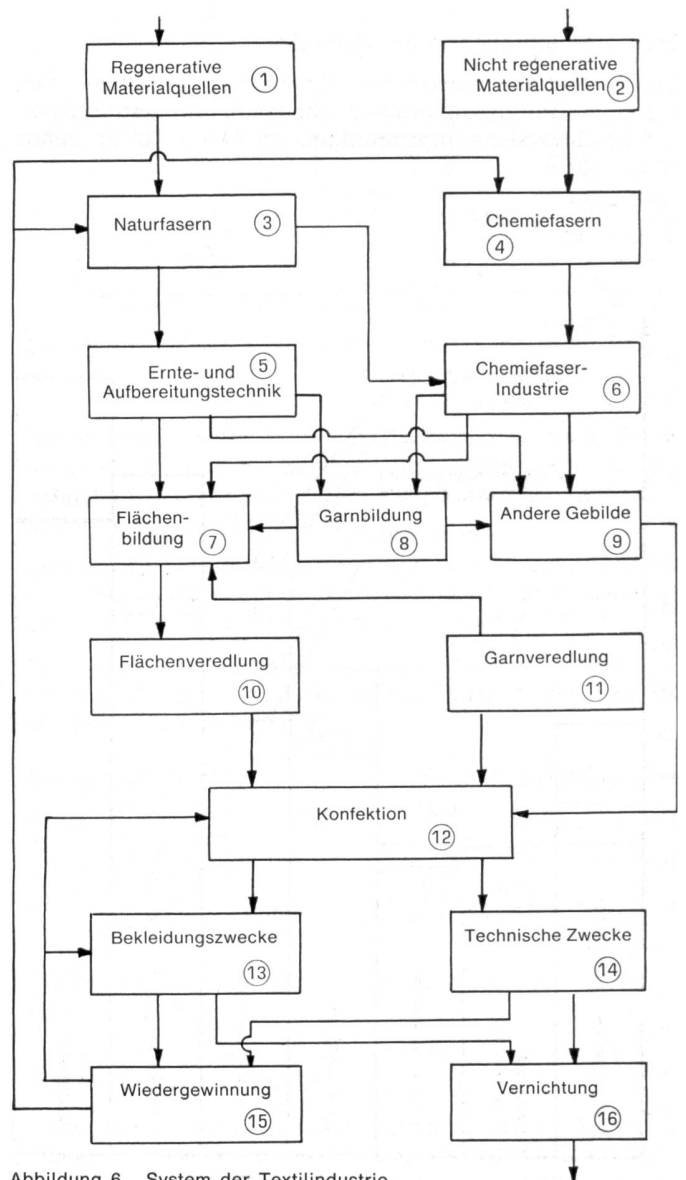 Regenerative
Materialquellen 1
Nicht regenerative
Materialquellen 2
Naturfasern 3
Chemiefasern
4
Ernte- und 5
Aufbereitungstechnik
Chemiefaser-
Industrie 6
Flächen-
bildung 7
Garnbildung
8
Andere Gebilde
9
Flächenveredlung
10
Garnveredlung
11
Konfektion
12
Bekleidungszwecke
13
Technische Zwecke
14
Wiedergewinnung
15
Vernichtung
16
Abbildung 6 System der Textilindustrie